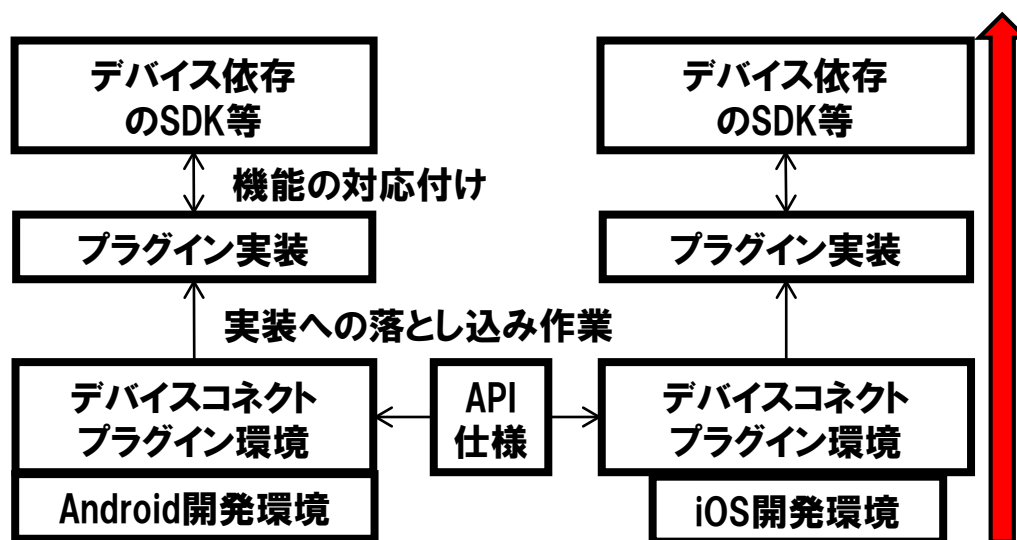 デバイス依存
のSDK等
デバイス依存
のSDK等
機能の対応付け
プラグイン実装
プラグイン実装
実装への落とし込み作業
デバイスコネクト
プラグイン環境
API
仕様
デバイスコネクト
プラグイン環境
Android開発環境
iOS開発環境